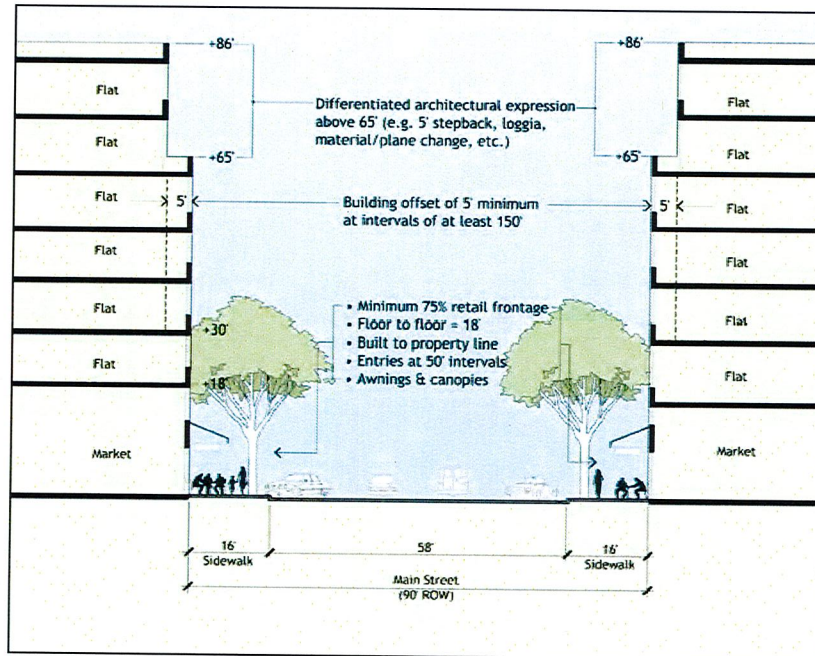 +86'
+86'
Flat
Flat
Differentiated architectural expression
above 65' (e.g. 5' stepback, loggia,
material/plane change, etc.)
Flat
Flat
+65'
+65'
Flat
5'
Building offset of 5' minimum
at intervals of at least 150'
5'
Flat
Flat
Flat
Flat
Flat
+30'
• Minimum 75% retail frontage
• Floor to floor = 18'
• Built to property line
• Entries at 50' intervals
• Awnings & canopies
Flat
Flat
+18'
Market
Market
16'
Sidewalk
58'
16'
Sidewalk
Main Street
(90' ROW)